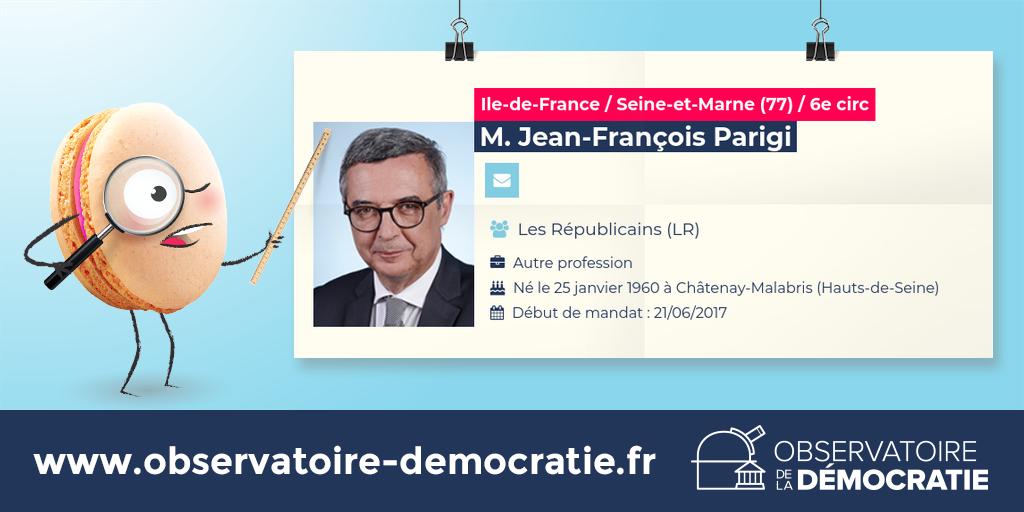 Ile-de-France / Seine-et-Marne (77) / 6e circ
M. Jean-François Parigi
Les Républicains (LR)
Autre profession
Né le 25 janvier 1960 à Châtenay-Malabris (Hauts-de-Seine)
Début de mandat : 21/06/2017
www.observatoire-democratie.fr
OBSERVATOIRE
DE LA DÉMOCRATIE